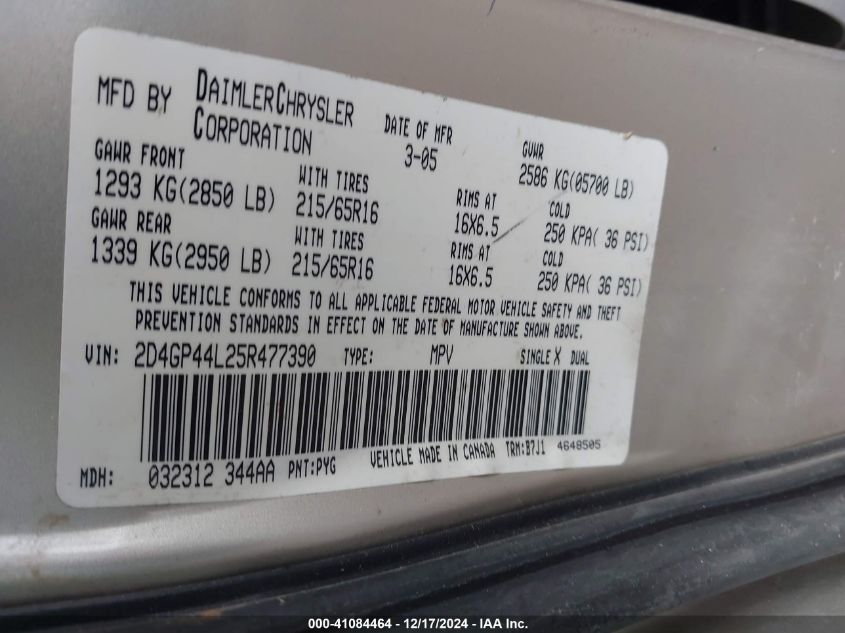 MFD BY DAIMLERCHRYSLER CORPORATION
DATE OF MFR 3-05
GVWR 2586 KG(05700 LB)
GAWR FRONT 1293 KG(2850 LB)
WITH TIRES 215/65R16
RIMS AT 16X6.5
COLD 250 KPA( 36 PSI)
GAWR REAR 1339 KG(2950 LB)
WITH TIRES 215/65R16
RIMS AT 16X6.5
COLD 250 KPA( 36 PSI)
THIS VEHICLE CONFORMS TO ALL APPLICABLE FEDERAL MOTOR VEHICLE SAFETY AND THEFT
PREVENTION STANDARDS IN EFFECT ON THE DATE OF MANUFACTURE SHOWN ABOVE.
VIN: 2D4GP44L25R477390 TYPE: MPV SINGLE X DUAL
MDH: 032312 344AA PNT:PYG VEHICLE MADE IN CANADA TRM:B7J1 4648505
000-41084464 - 12/17/2024 - IAA Inc.